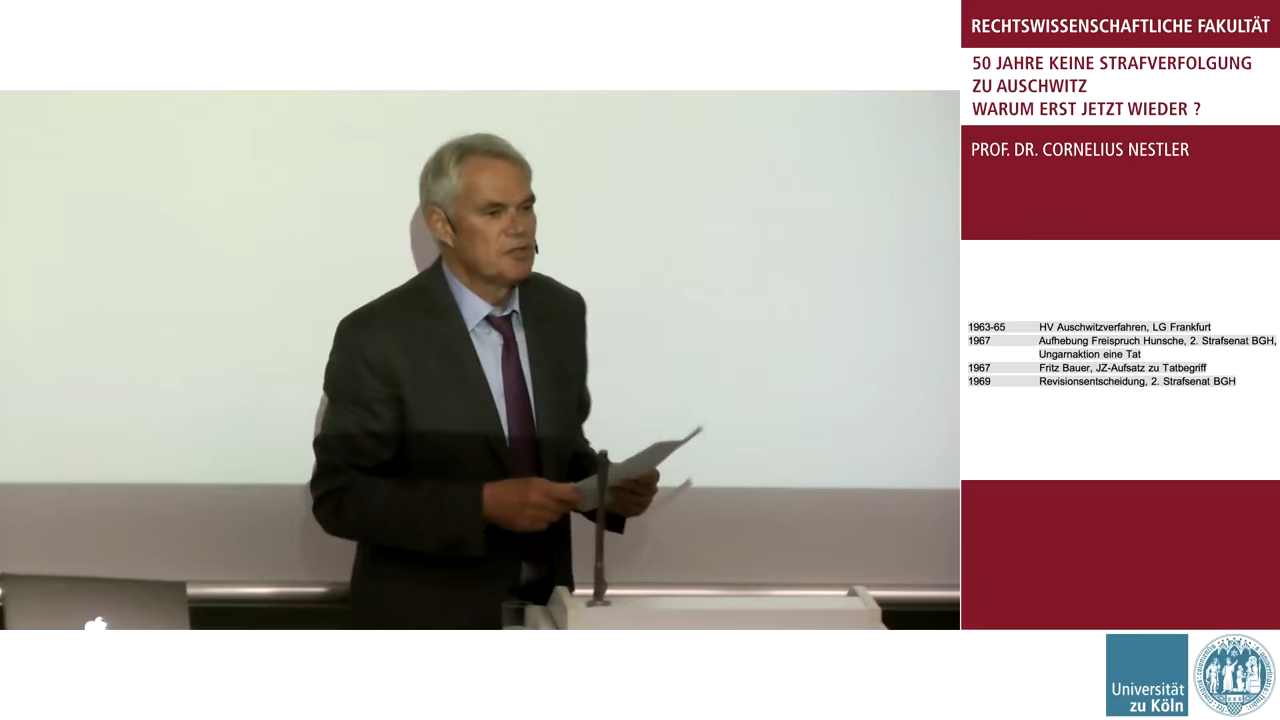 RECHTSWISSENSCHAFTLICHE FAKULTÄT
50 JAHRE KEINE STRAFVERFOLGUNG
ZU AUSCHWITZ
WARUM ERST JETZT WIEDER ?
PROF. DR. CORNELIUS NESTLER
1963-65 HV Auschwitzverfahren, LG Frankfurt
1967 Aufhebung Freispruch Hunsche, 2. Strafsenat BGH,
Ungarnaktion eine Tat
1967 Fritz Bauer, JZ-Aufsatz zu Tatbegriff
1969 Revisionsentscheidung, 2. Strafsenat BGH
Universität
zu Köln